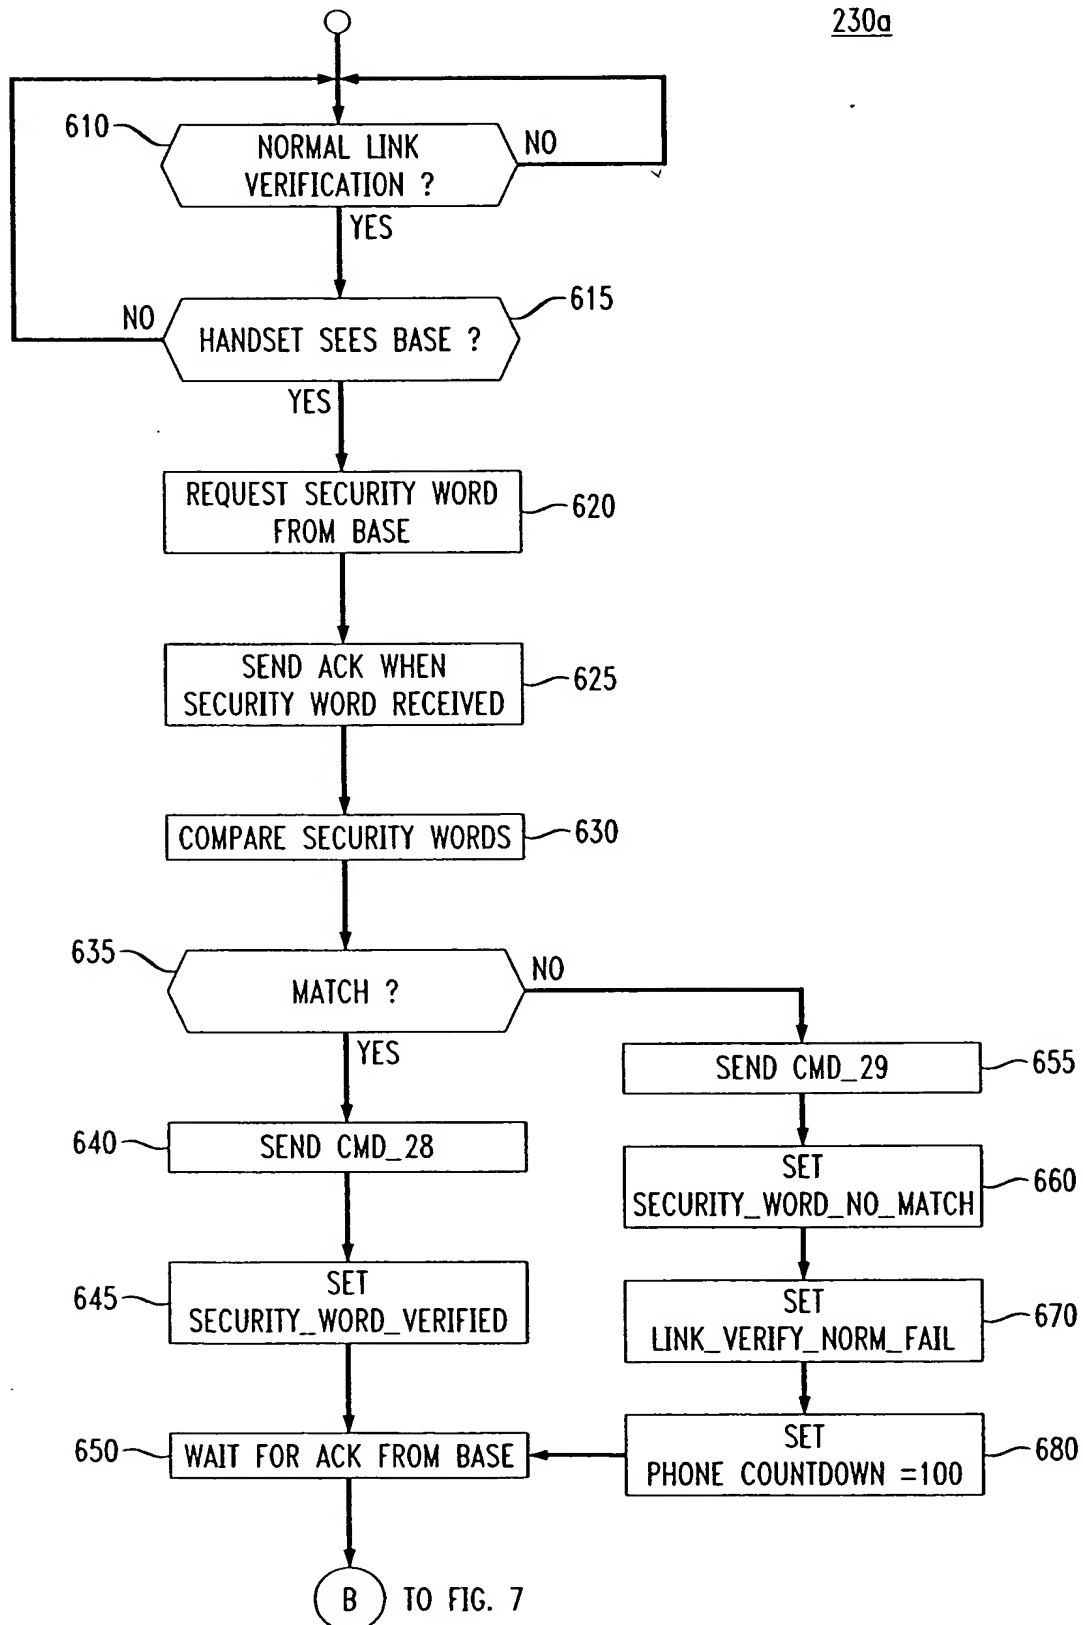 230a
610
NORMAL LINK
VERIFICATION ?
NO
YES
615
NO
HANDSET SEES BASE ?
YES
REQUEST SECURITY WORD
FROM BASE
620
SEND ACK WHEN
SECURITY WORD RECEIVED
625
COMPARE SECURITY WORDS
630
635
MATCH ?
NO
YES
SEND CMD_29
655
640
SEND CMD_28
SET
SECURITY_WORD_NO_MATCH
660
645
SET
SECURITY_WORD_VERIFIED
SET
LINK_VERIFY_NORM_FAIL
670
650
WAIT FOR ACK FROM BASE
SET
PHONE COUNTDOWN =100
680
B
TO FIG. 7